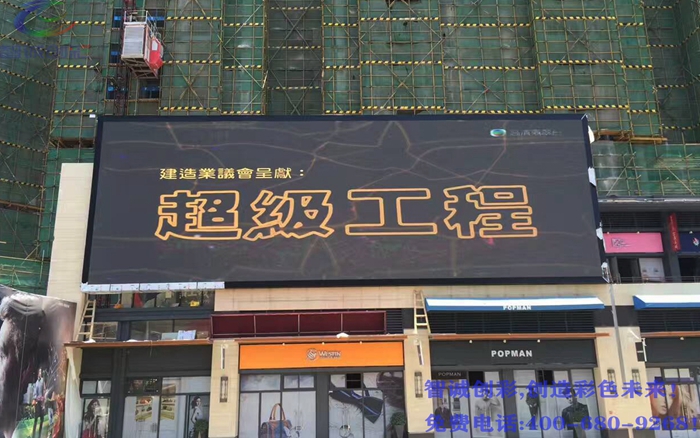 建造業議會呈獻：
超級工程
POPMAN
POPMAN
POPMAN
智诚创彩,创造彩色未来!
免费电话:400-680-9268